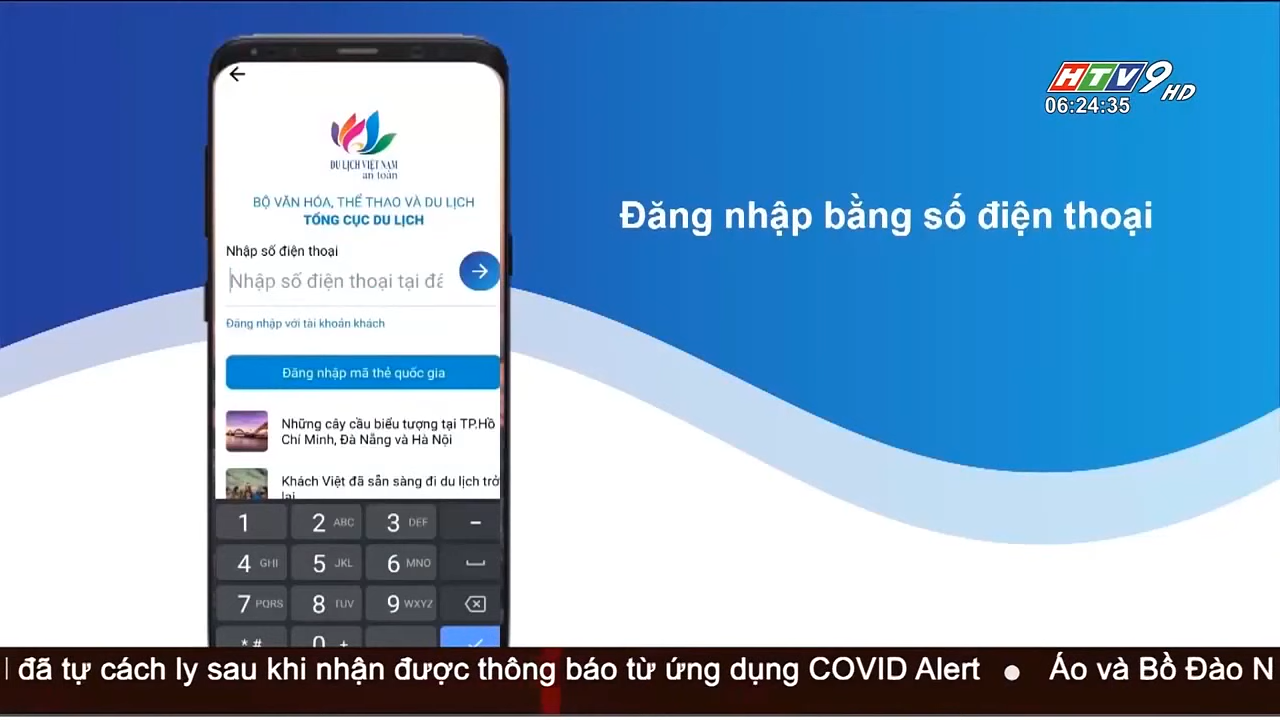 HTV9 HD
06:24:35
DU LỊCH VIỆT NAM
an toàn
BỘ VĂN HÓA, THỂ THAO VÀ DU LỊCH
TỔNG CỤC DU LỊCH
Đăng nhập bằng số điện thoại
Nhập số điện thoại
Nhập số điện thoại tại đâ
Đăng nhập với tài khoản khách
Đăng nhập mã thẻ quốc gia
Những cây cầu biểu tượng tại TP.Hồ
Chí Minh, Đà Nẵng và Hà Nội
Khách Việt đã sẵn sàng đi du lịch trở
lại
1 2 ABC 3 DEF -
4 GHI 5 JKL 6 MNO
7 PQRS 8 TUV 9 WXYZ
* # 0 +
đã tự cách ly sau khi nhận được thông báo từ ứng dụng COVID Alert ● Áo và Bồ Đào N